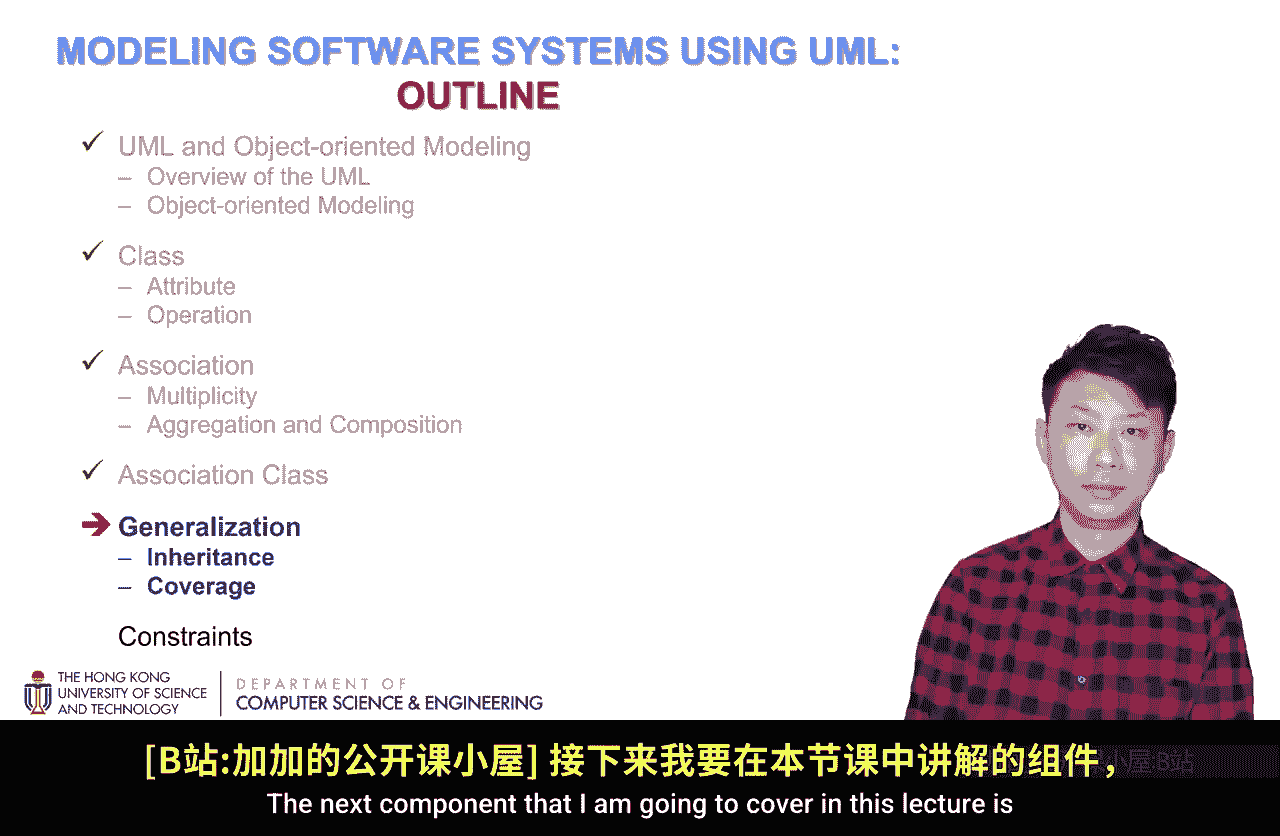 MODELING SOFTWARE SYSTEMS USING UML:
OUTLINE
✓ UML and Object-oriented Modeling
– Overview of the UML
– Object-oriented Modeling
✓ Class
– Attribute
– Operation
✓ Association
– Multiplicity
– Aggregation and Composition
✓ Association Class
➔ Generalization
– Inheritance
– Coverage
Constraints
THE HONG KONG
UNIVERSITY OF SCIENCE
AND TECHNOLOGY
DEPARTMENT OF
COMPUTER SCIENCE & ENGINEERING
[B站:加加的公开课小屋] 接下来我要在本节课中讲解的组件，
小屋:B站
The next component that I am going to cover in this lecture is